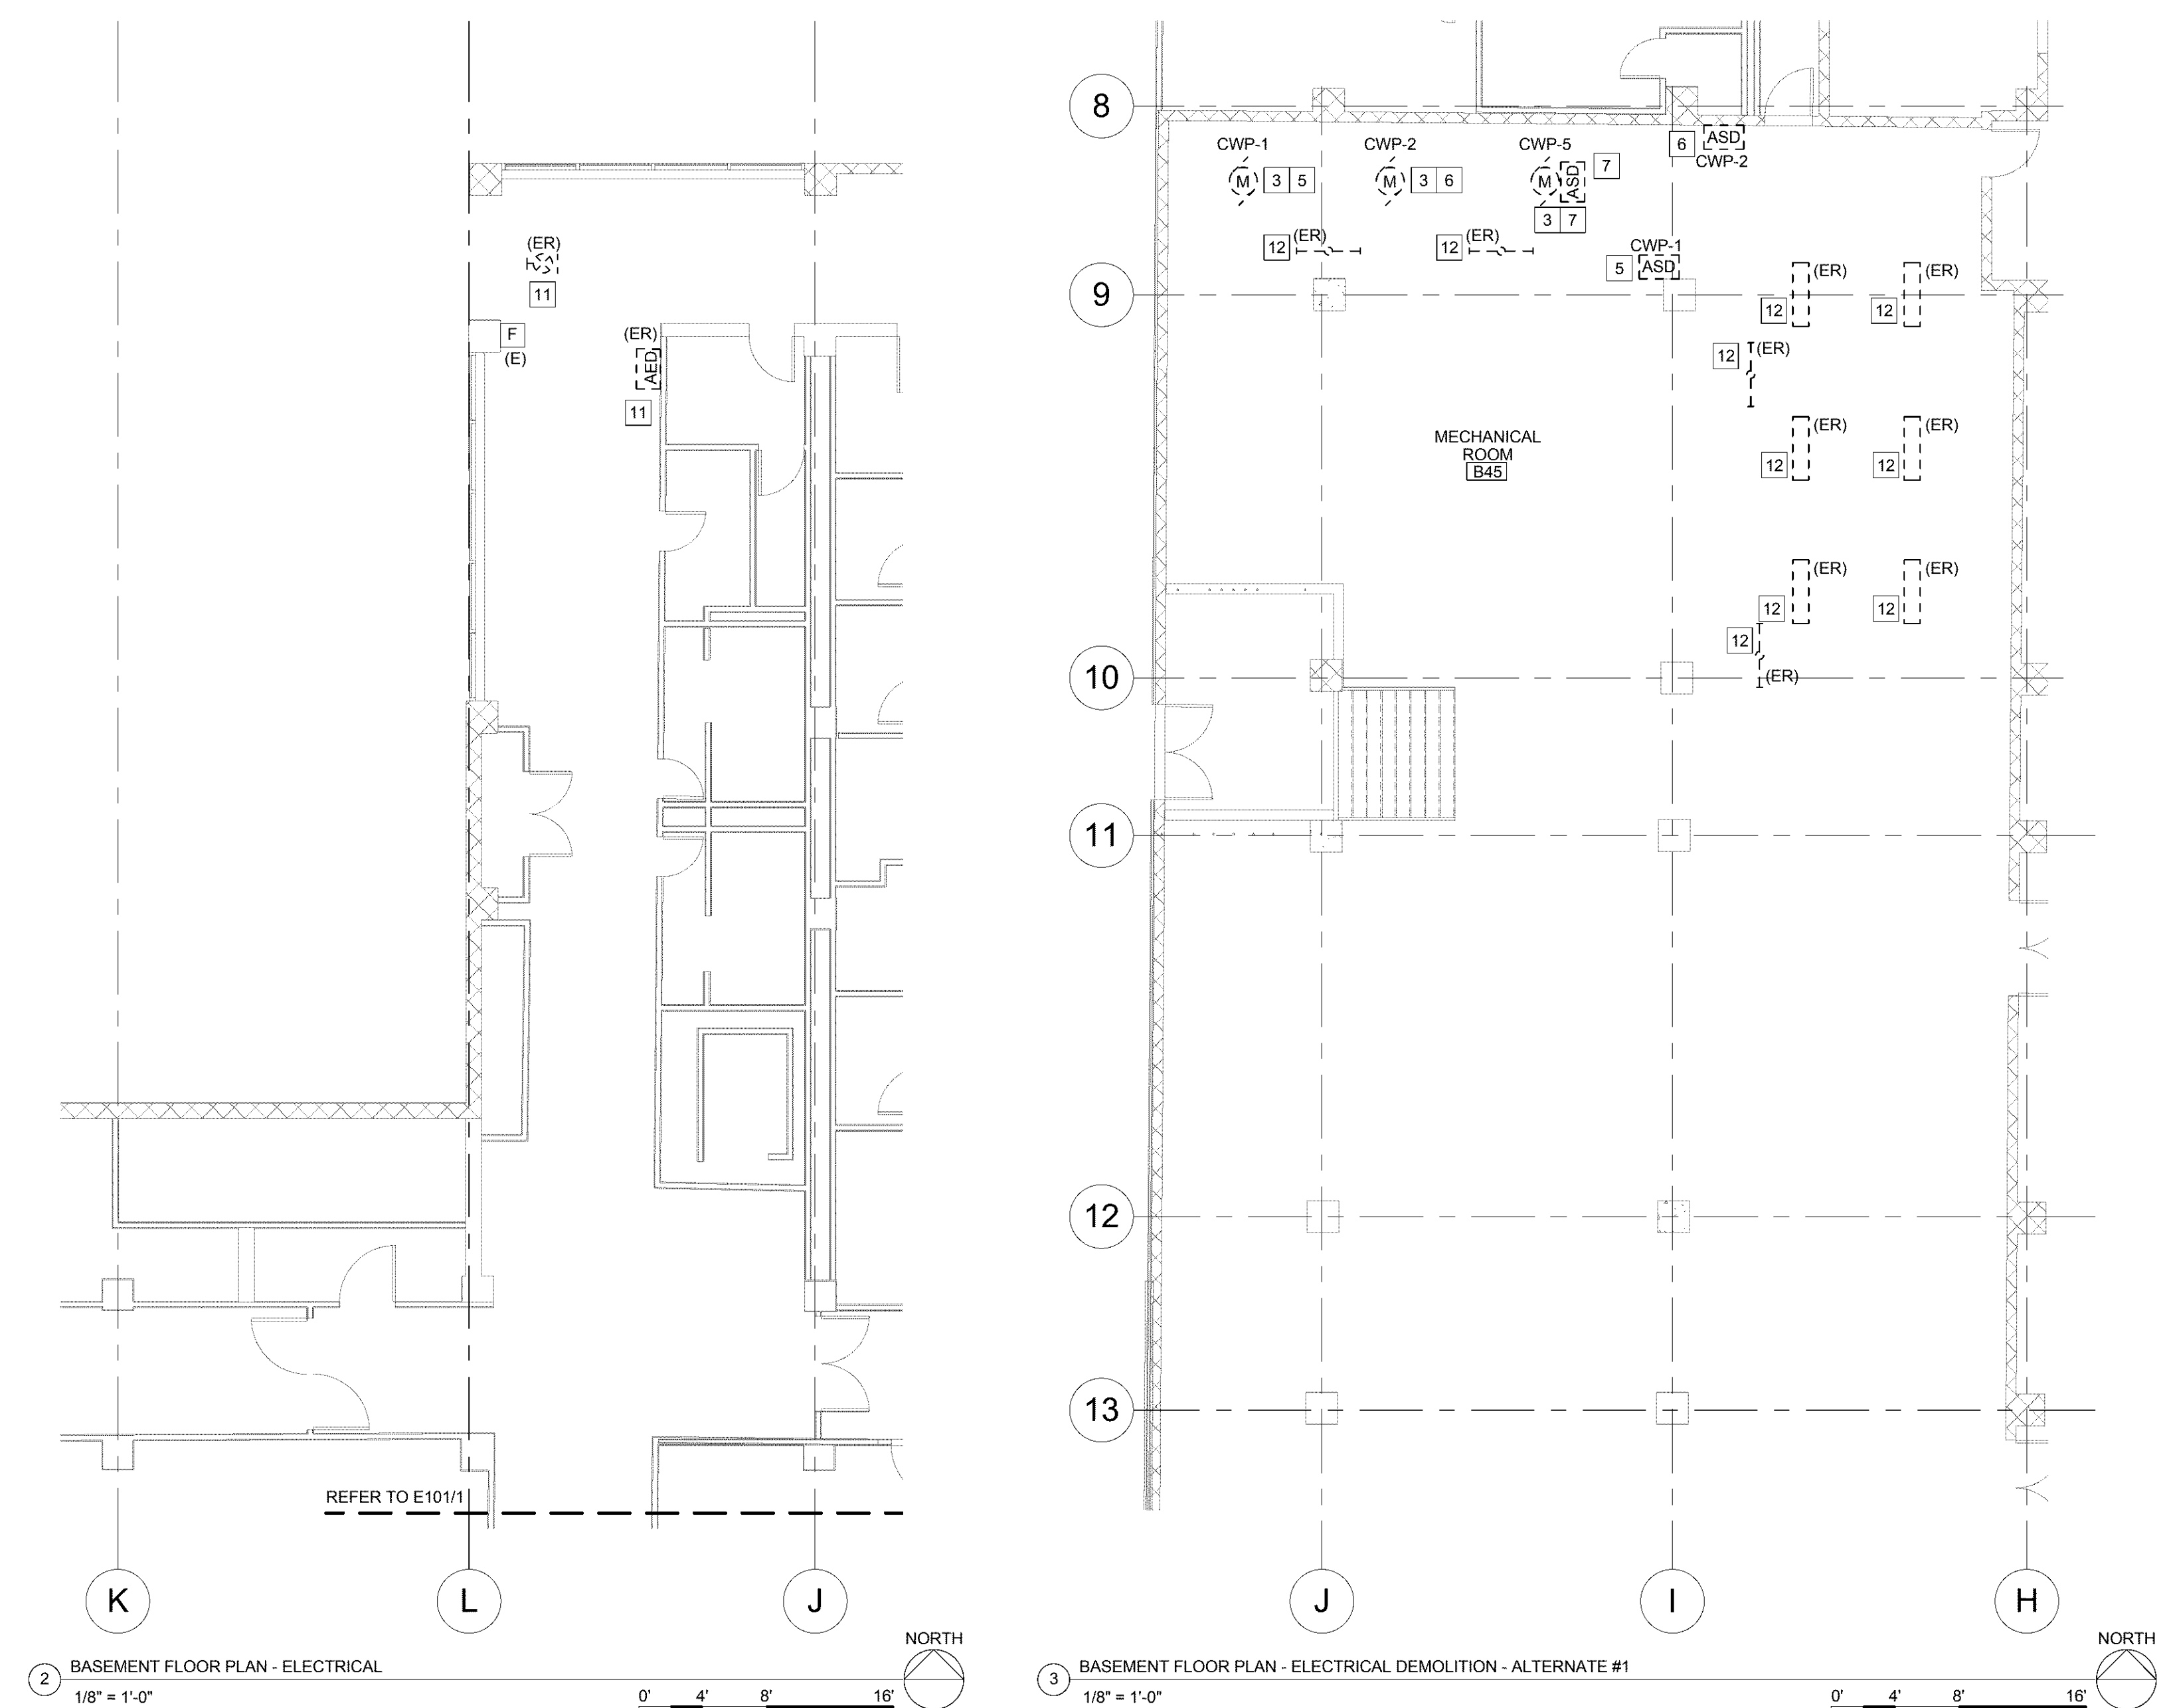 (ER)
11
F
(E)
(ER)
AED
11
REFER TO E101/1
K
L
J
2
BASEMENT FLOOR PLAN - ELECTRICAL
1/8" = 1'-0"
0' 4' 8' 16'
NORTH
8
CWP-1
M
3 5
CWP-2
M
3 6
CWP-5
M
ASD
7
3 7
6
ASD
CWP-2
12
(ER)
12
(ER)
CWP-1
5
ASD
9
(ER)
12
(ER)
12
12
(ER)
MECHANICAL
ROOM
B45
(ER)
12
(ER)
12
(ER)
12
(ER)
12
12
(ER)
10
11
12
13
J
I
H
3
BASEMENT FLOOR PLAN - ELECTRICAL DEMOLITION - ALTERNATE #1
1/8" = 1'-0"
0' 4' 8' 16'
NORTH